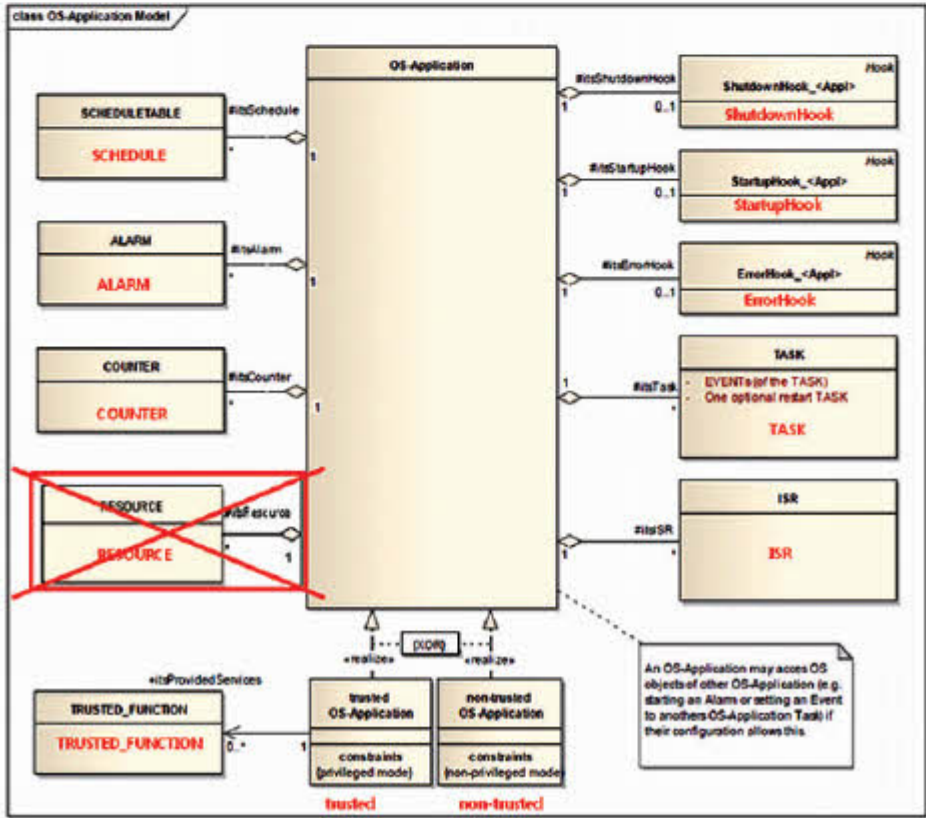 class OS-Application Model
OS-Application
SCHEDULETABLE
SCHEDULE
#itsSchedule
*
1
ALARM
ALARM
#itsAlarm
*
1
COUNTER
COUNTER
#itsCounter
*
1
RESOURCE
RESOURCE
#itsResource
*
1
#itsShutdownHook
1
0..1
Hook
ShutdownHook_<Appl>
ShutdownHook
#itsStartupHook
1
0..1
Hook
StartupHook_<Appl>
StartupHook
#itsErrorHook
1
0..1
Hook
ErrorHook_<Appl>
ErrorHook
1
#itsTask
*
TASK
- EVENTs (of the TASK)
- One optional restart TASK
TASK
#itsISR
1
*
ISR
ISR
{XOR}
«realize»
«realize»
+itsProvidedServices
TRUSTED_FUNCTION
TRUSTED_FUNCTION
0..*
1
trusted
OS-Application
constraints
{privileged mode}
trusted
non-trusted
OS-Application
constraints
{non-privileged mode}
non-trusted
An OS-Application may acces OS
objects of other OS-Application (e.g.
starting an Alarm or setting an Event
to anothers OS-Application Task) if
their configuration allows this.